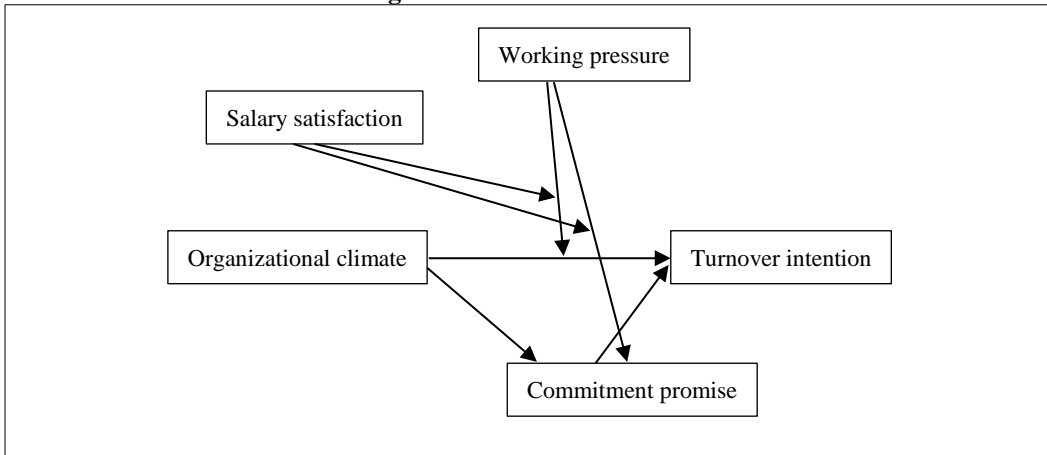 Working pressure
Salary satisfaction
Organizational climate
Turnover intention
Commitment promise